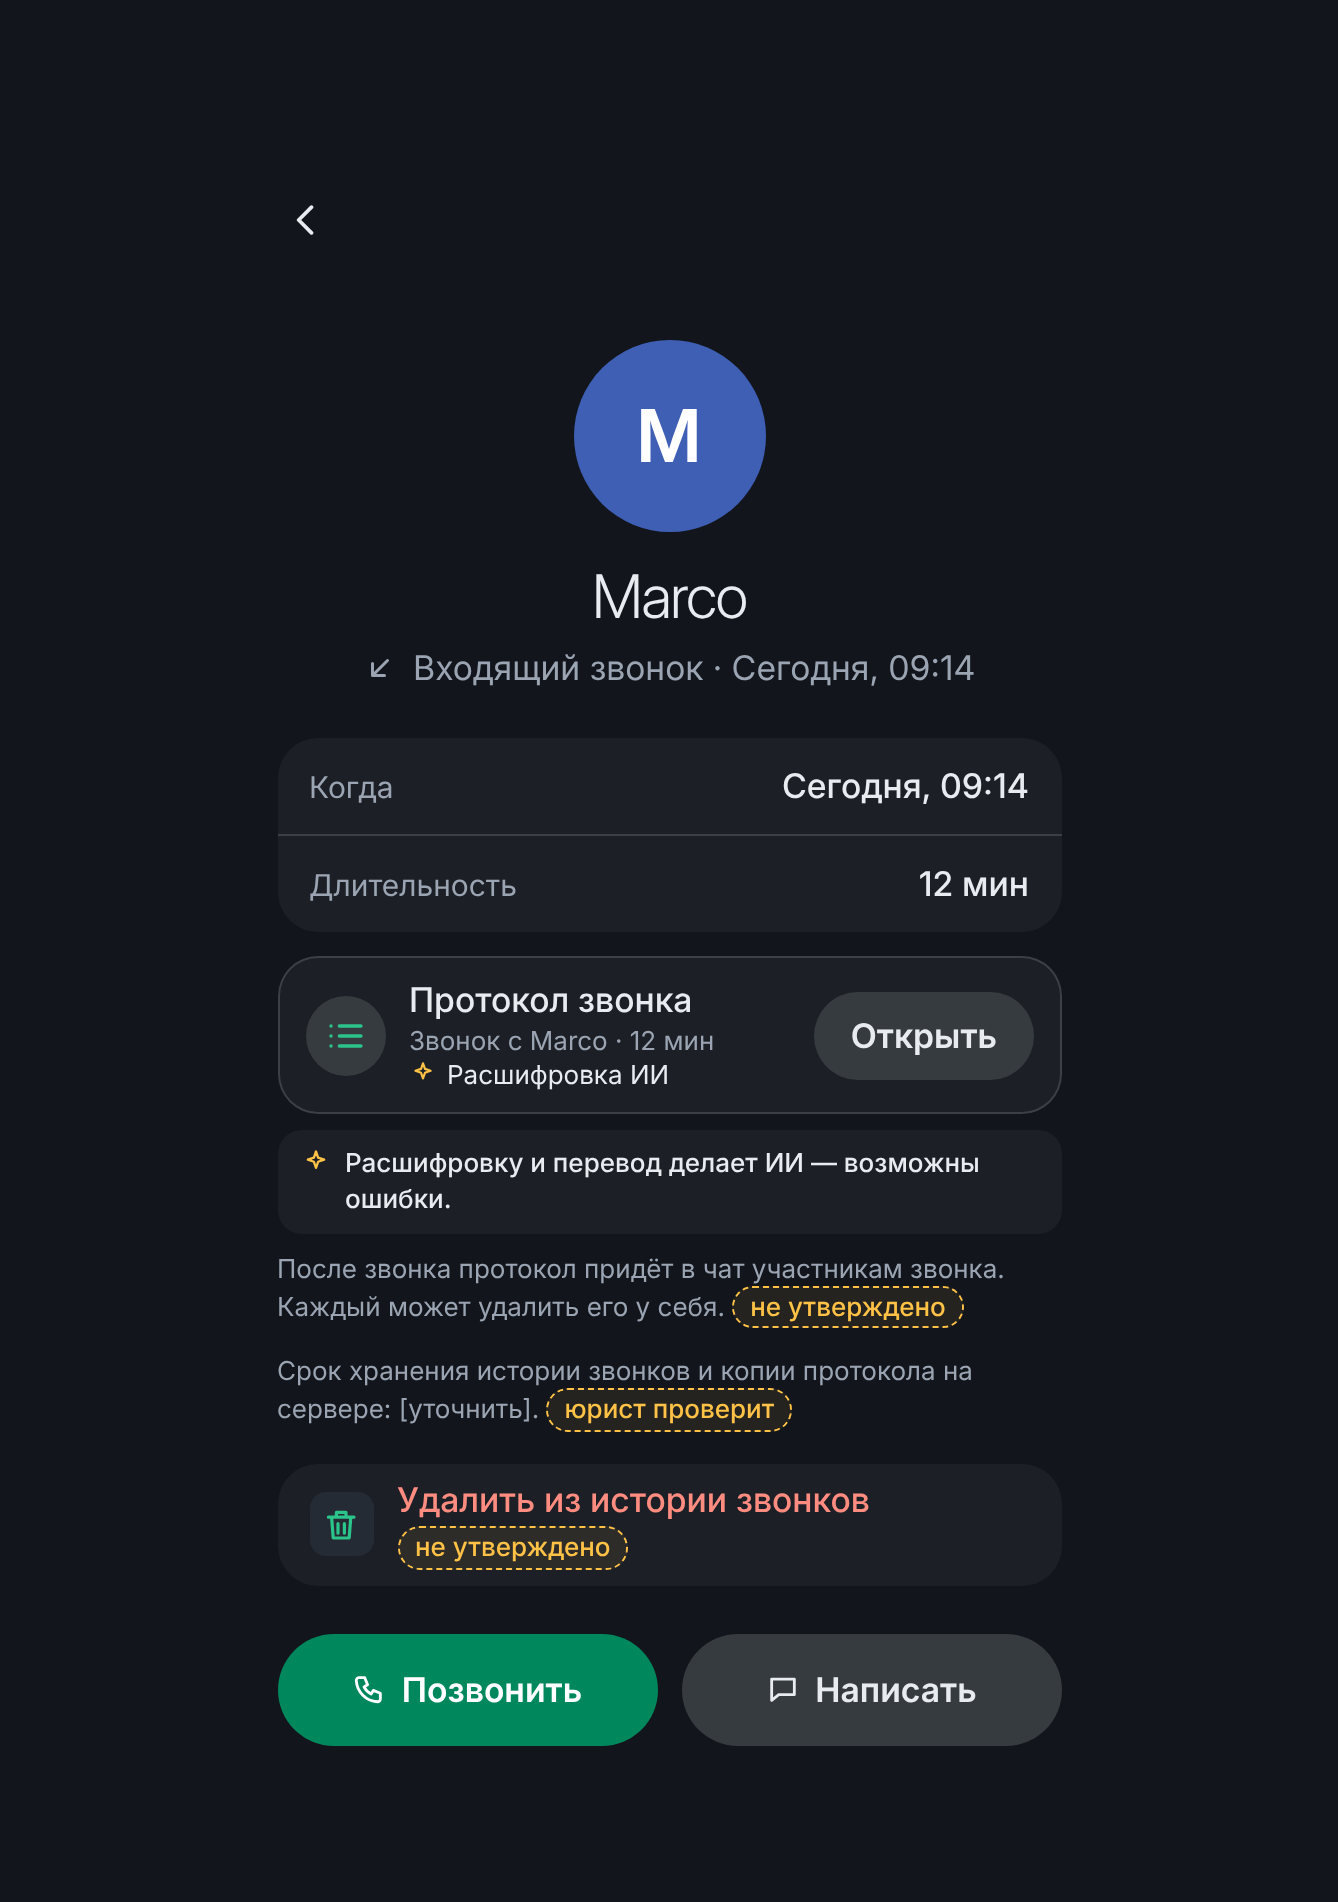 M
Marco
Входящий звонок · Сегодня, 09:14
Когда
Сегодня, 09:14
Длительность
12 мин
Протокол звонка
Звонок с Marco · 12 мин
Расшифровка ИИ
Открыть
Расшифровку и перевод делает ИИ — возможны
ошибки.
После звонка протокол придёт в чат участникам звонка.
Каждый может удалить его у себя. не утверждено
Срок хранения истории звонков и копии протокола на
сервере: [уточнить]. юрист проверит
Удалить из истории звонков
не утверждено
Позвонить
Написать